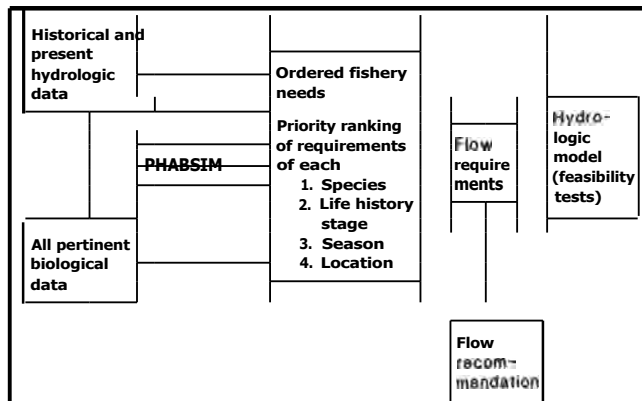 Historical and
present
hydrologic
data
PHABSIM
All pertinent
biological
data
Ordered fishery
needs
Priority ranking
of requirements
of each
1. Species
2. Life history
stage
3. Season
4. Location
Flow
require
ments
Hydro-
logic
model
(feasibility
tests)
Flow
recom-
mendation